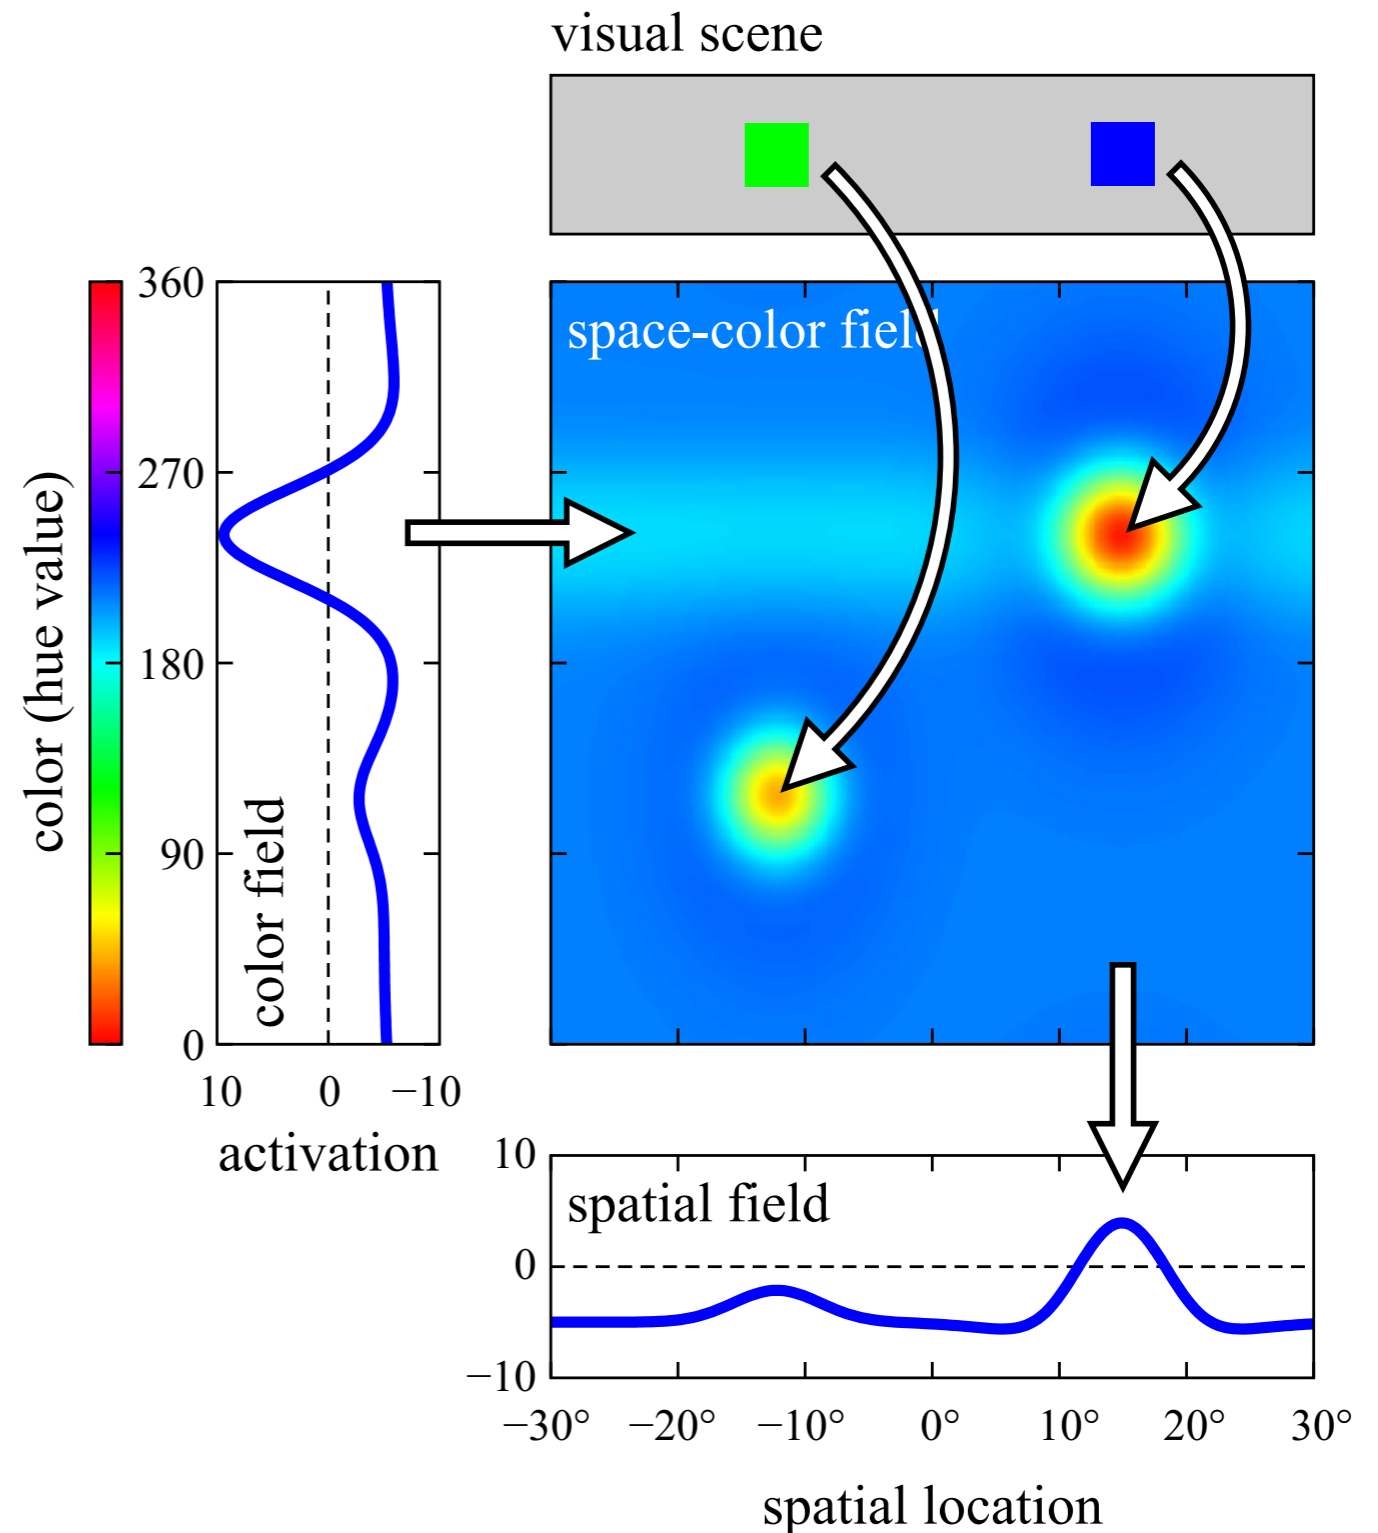 visual scene
360
270
180
90
0
color (hue value)
color field
10 0 −10
activation
space-color field
10
0
−10
spatial field
−30° −20° −10° 0° 10° 20° 30°
spatial location